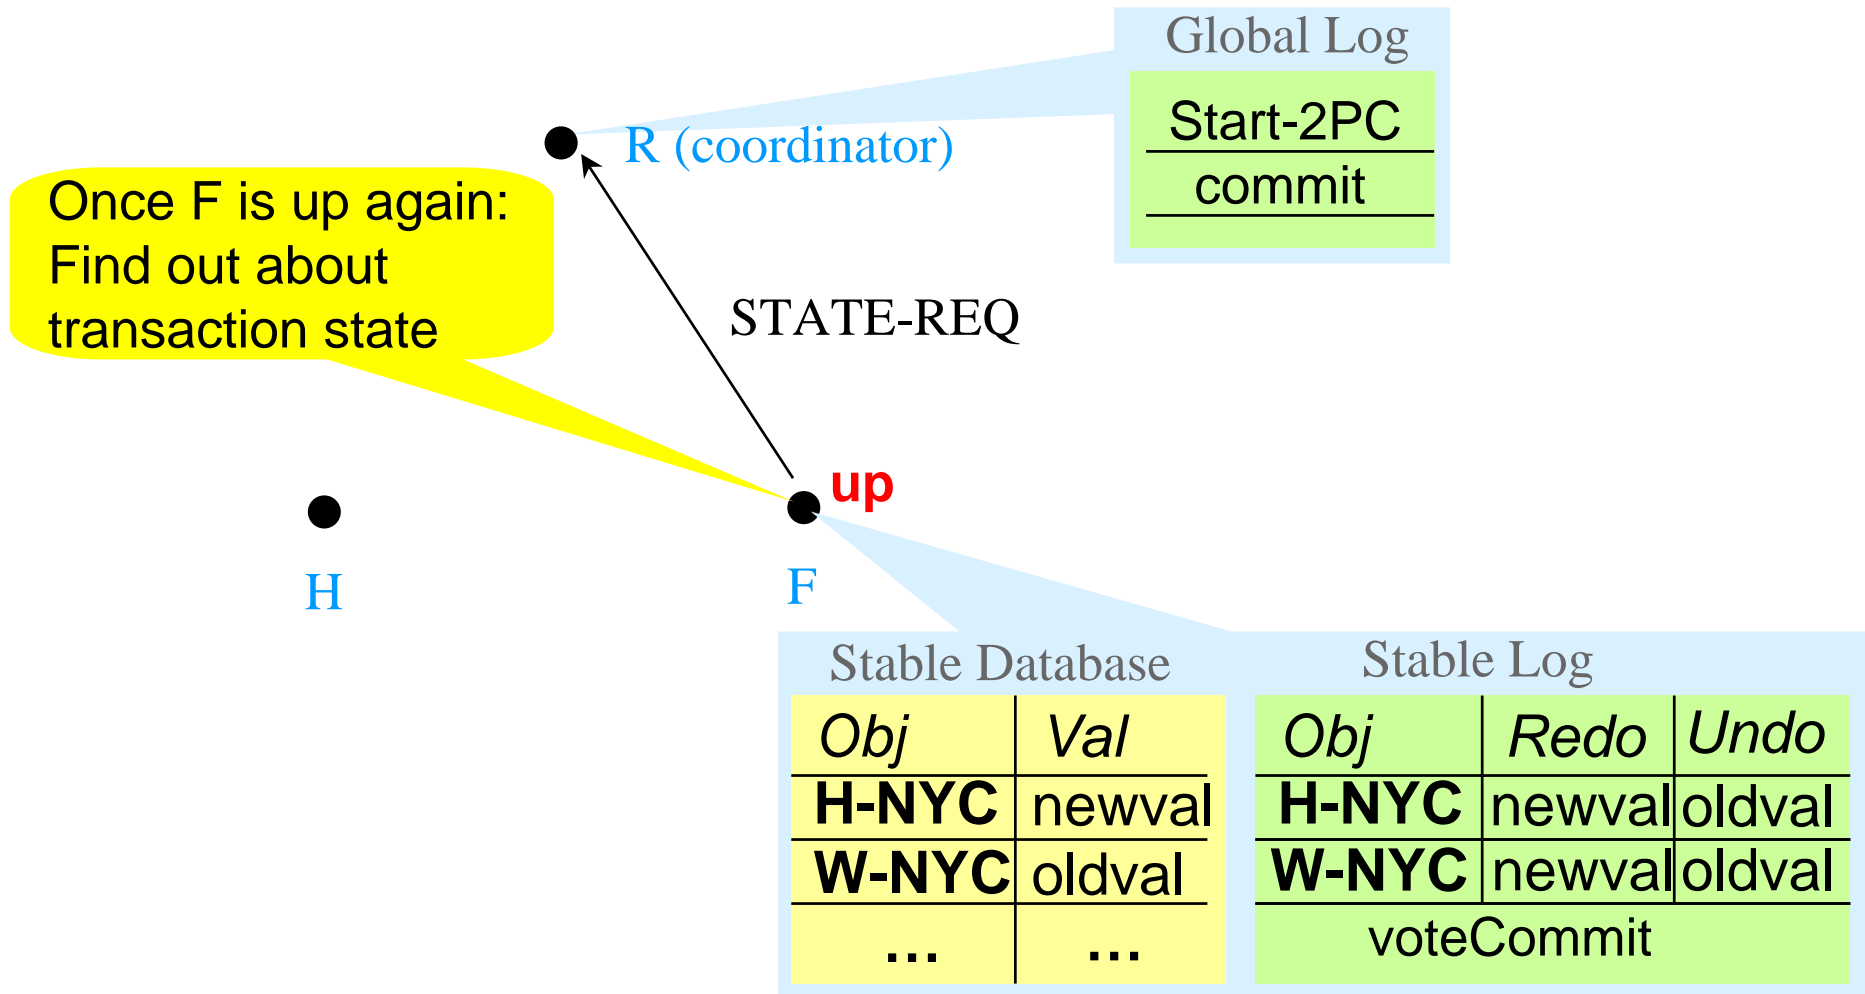 Global Log
Start-2PC
commit
R (coordinator)
Once F is up again:
Find out about
transaction state
STATE-REQ
up
H
F
Stable Database
Obj Val
H-NYC newval
W-NYC oldval
... ...
Stable Log
Obj Redo Undo
H-NYC newval oldval
W-NYC newval oldval
voteCommit